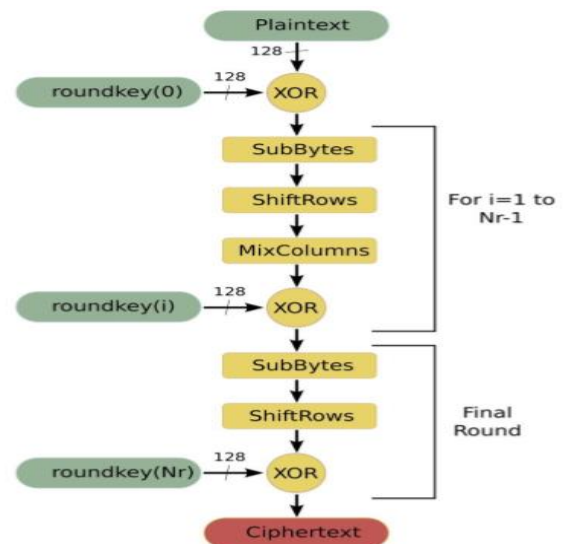 Plaintext
128
128
roundkey(0)
XOR
SubBytes
ShiftRows
For i=1 to
Nr-1
MixColumns
128
roundkey(i)
XOR
SubBytes
ShiftRows
Final
Round
128
roundkey(Nr)
XOR
Ciphertext